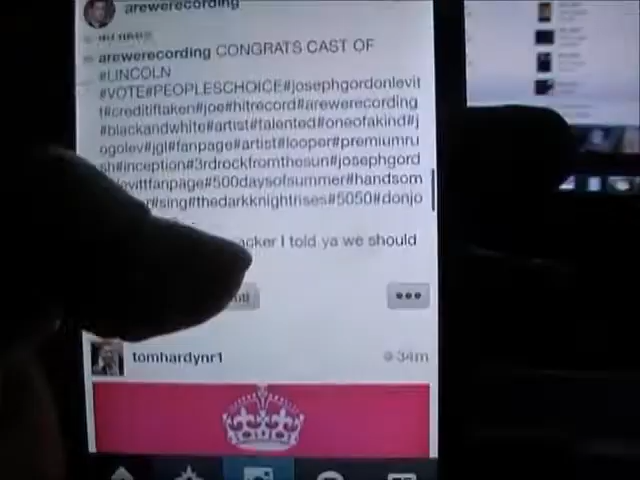 arewerecording
arewerecording CONGRATS CAST OF
#LINCOLN
#VOTE#PEOPLESCHOICE#josephgordonlevit
t#creditiftaken#joe#hitrecord#arewerecording
#blackandwhite#artist#talented#oneofakind#j
ogolev#jgl#fanpage#artist#looper#premiumru
sh#inception#3rdrockfromthesun#josephgord
levittfanpage#500daysofsummer#handsom
#sing#thedarkknightrises#5050#donjo
I told ya we should
tomhardynr1 34m